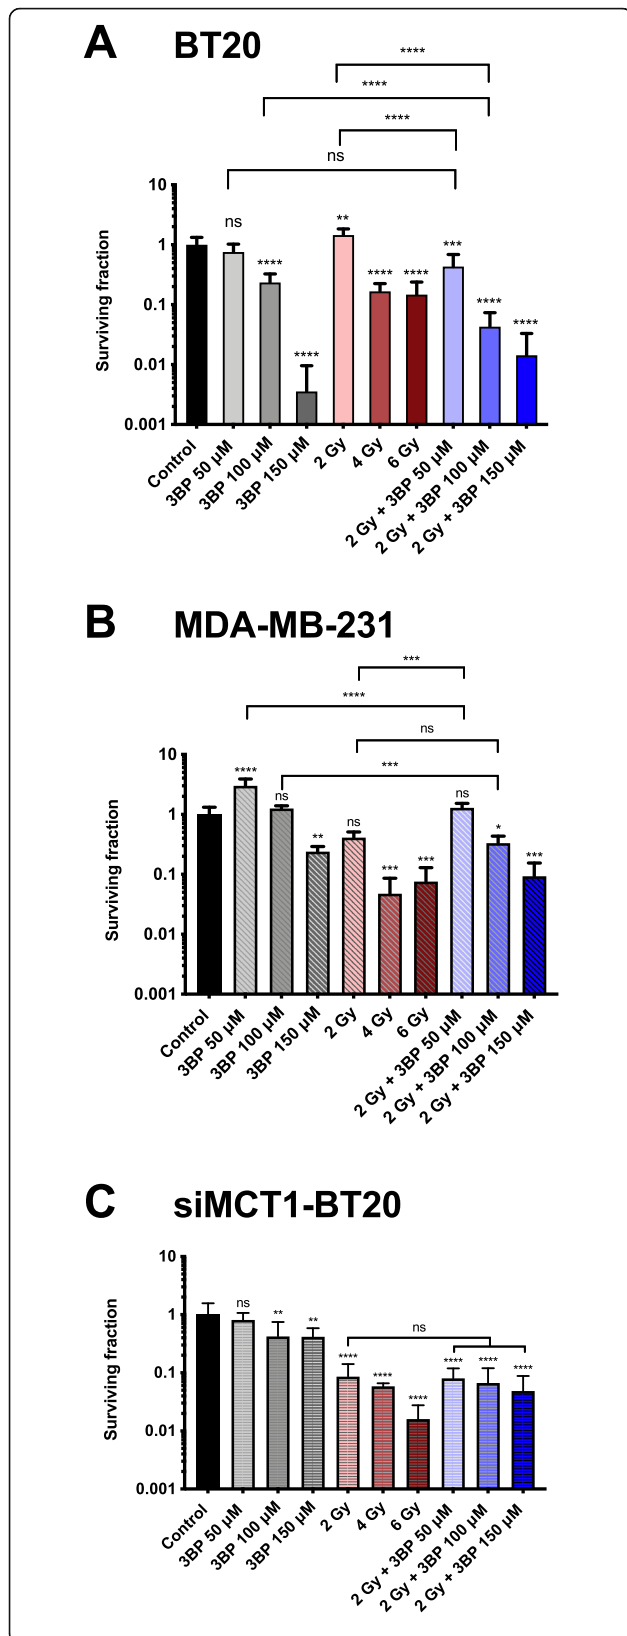 A BT20
****
****
****
ns
10
1
0.1
0.01
0.001
Surviving fraction
ns
****
****
**
****
****
***
****
****
Control
3BP 50 µM
3BP 100 µM
3BP 150 µM
2 Gy
4 Gy
6 Gy
2 Gy + 3BP 50 µM
2 Gy + 3BP 100 µM
2 Gy + 3BP 150 µM
B MDA-MB-231
***
****
ns
***
10
1
0.1
0.01
0.001
Surviving fraction
****
ns
**
ns
***
***
ns
*
***
Control
3BP 50 µM
3BP 100 µM
3BP 150 µM
2 Gy
4 Gy
6 Gy
2 Gy + 3BP 50 µM
2 Gy + 3BP 100 µM
2 Gy + 3BP 150 µM
C siMCT1-BT20
10
1
0.1
0.01
0.001
Surviving fraction
ns
ns
**
**
****
****
****
****
****
****
Control
3BP 50 µM
3BP 100 µM
3BP 150 µM
2 Gy
4 Gy
6 Gy
2 Gy + 3BP 50 µM
2 Gy + 3BP 100 µM
2 Gy + 3BP 150 µM